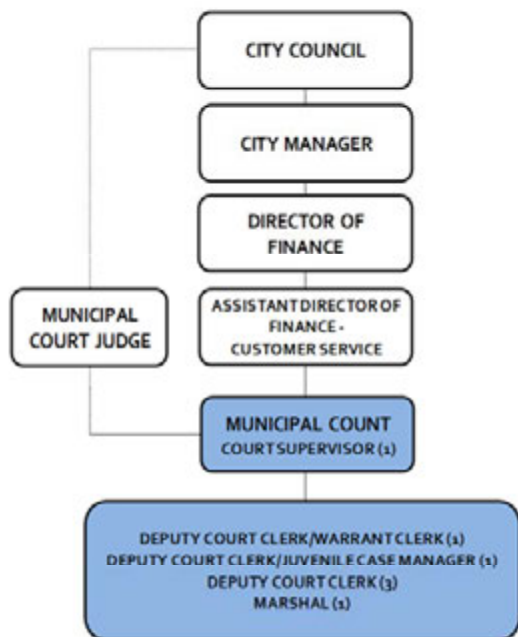 CITY COUNCIL
CITY MANAGER
DIRECTOR OF
FINANCE
MUNICIPAL
COURT JUDGE
ASSISTANT DIRECTOR OF
FINANCE -
CUSTOMER SERVICE
MUNICIPAL COUNT
COURT SUPERVISOR (1)
DEPUTY COURT CLERK/WARRANT CLERK (1)
DEPUTY COURT CLERK/JUVENILE CASE MANAGER (1)
DEPUTY COURT CLERK (3)
MARSHAL (1)